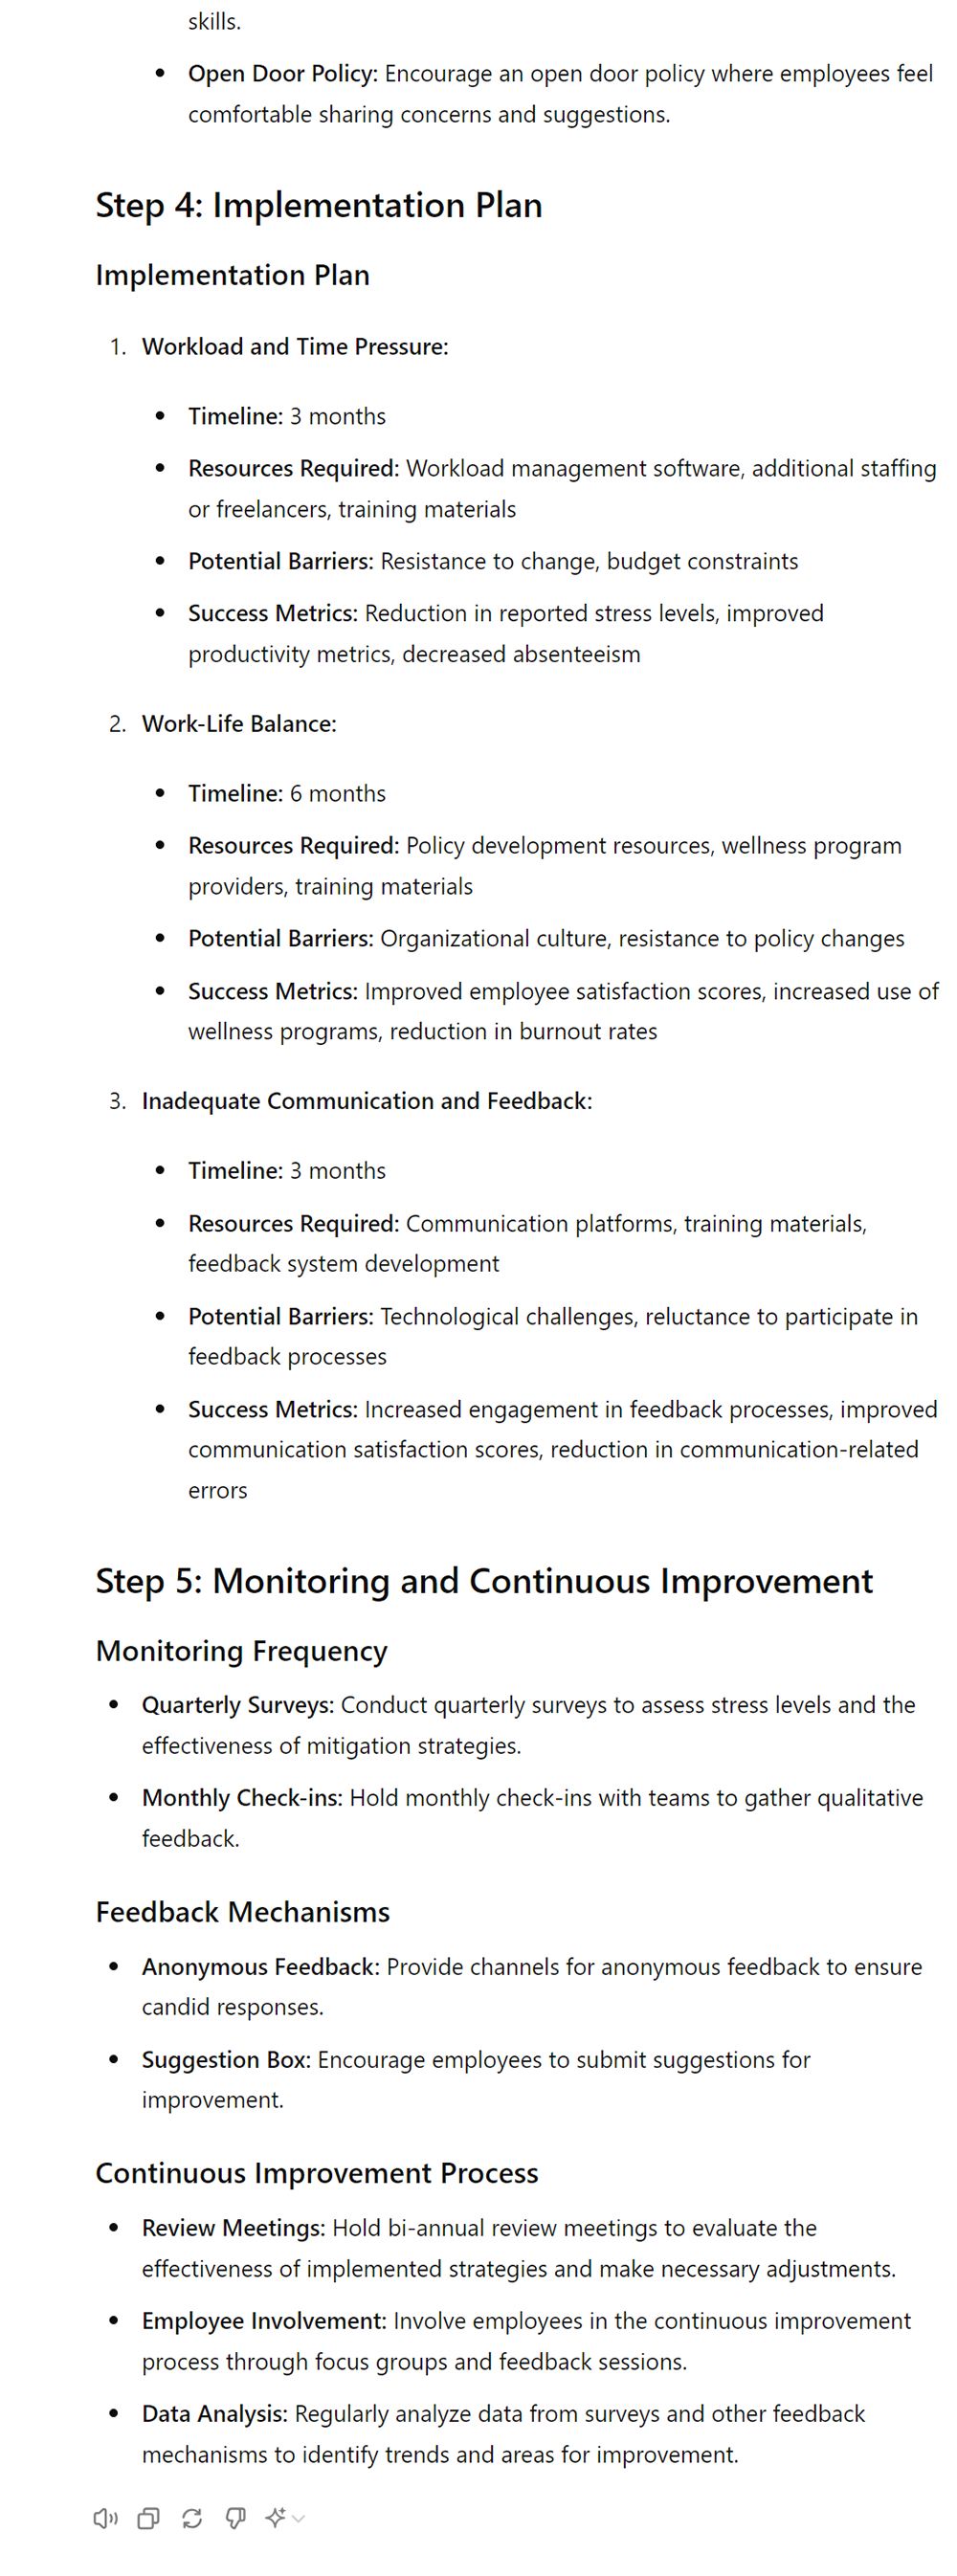 skills.
• Open Door Policy: Encourage an open door policy where employees feel
comfortable sharing concerns and suggestions.
Step 4: Implementation Plan
Implementation Plan
1. Workload and Time Pressure:
• Timeline: 3 months
• Resources Required: Workload management software, additional staffing
or freelancers, training materials
• Potential Barriers: Resistance to change, budget constraints
• Success Metrics: Reduction in reported stress levels, improved
productivity metrics, decreased absenteeism
2. Work-Life Balance:
• Timeline: 6 months
• Resources Required: Policy development resources, wellness program
providers, training materials
• Potential Barriers: Organizational culture, resistance to policy changes
• Success Metrics: Improved employee satisfaction scores, increased use of
wellness programs, reduction in burnout rates
3. Inadequate Communication and Feedback:
• Timeline: 3 months
• Resources Required: Communication platforms, training materials,
feedback system development
• Potential Barriers: Technological challenges, reluctance to participate in
feedback processes
• Success Metrics: Increased engagement in feedback processes, improved
communication satisfaction scores, reduction in communication-related
errors
Step 5: Monitoring and Continuous Improvement
Monitoring Frequency
• Quarterly Surveys: Conduct quarterly surveys to assess stress levels and the
effectiveness of mitigation strategies.
• Monthly Check-ins: Hold monthly check-ins with teams to gather qualitative
feedback.
Feedback Mechanisms
• Anonymous Feedback: Provide channels for anonymous feedback to ensure
candid responses.
• Suggestion Box: Encourage employees to submit suggestions for
improvement.
Continuous Improvement Process
• Review Meetings: Hold bi-annual review meetings to evaluate the
effectiveness of implemented strategies and make necessary adjustments.
• Employee Involvement: Involve employees in the continuous improvement
process through focus groups and feedback sessions.
• Data Analysis: Regularly analyze data from surveys and other feedback
mechanisms to identify trends and areas for improvement.